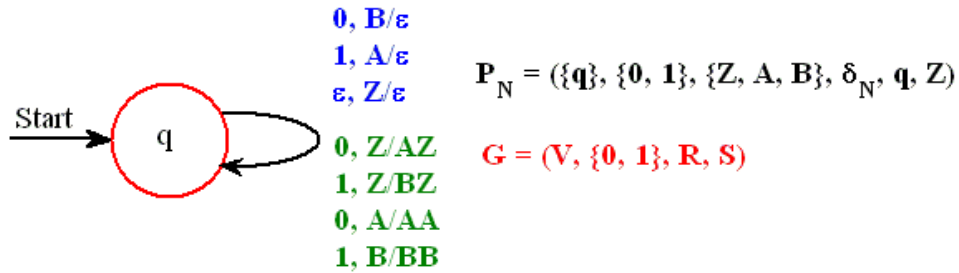 0, B/ε
1, A/ε
ε, Z/ε
P_N = ({q}, {0, 1}, {Z, A, B}, δ_N, q, Z)
Start
q
0, Z/AZ
1, Z/BZ
0, A/AA
1, B/BB
G = (V, {0, 1}, R, S)